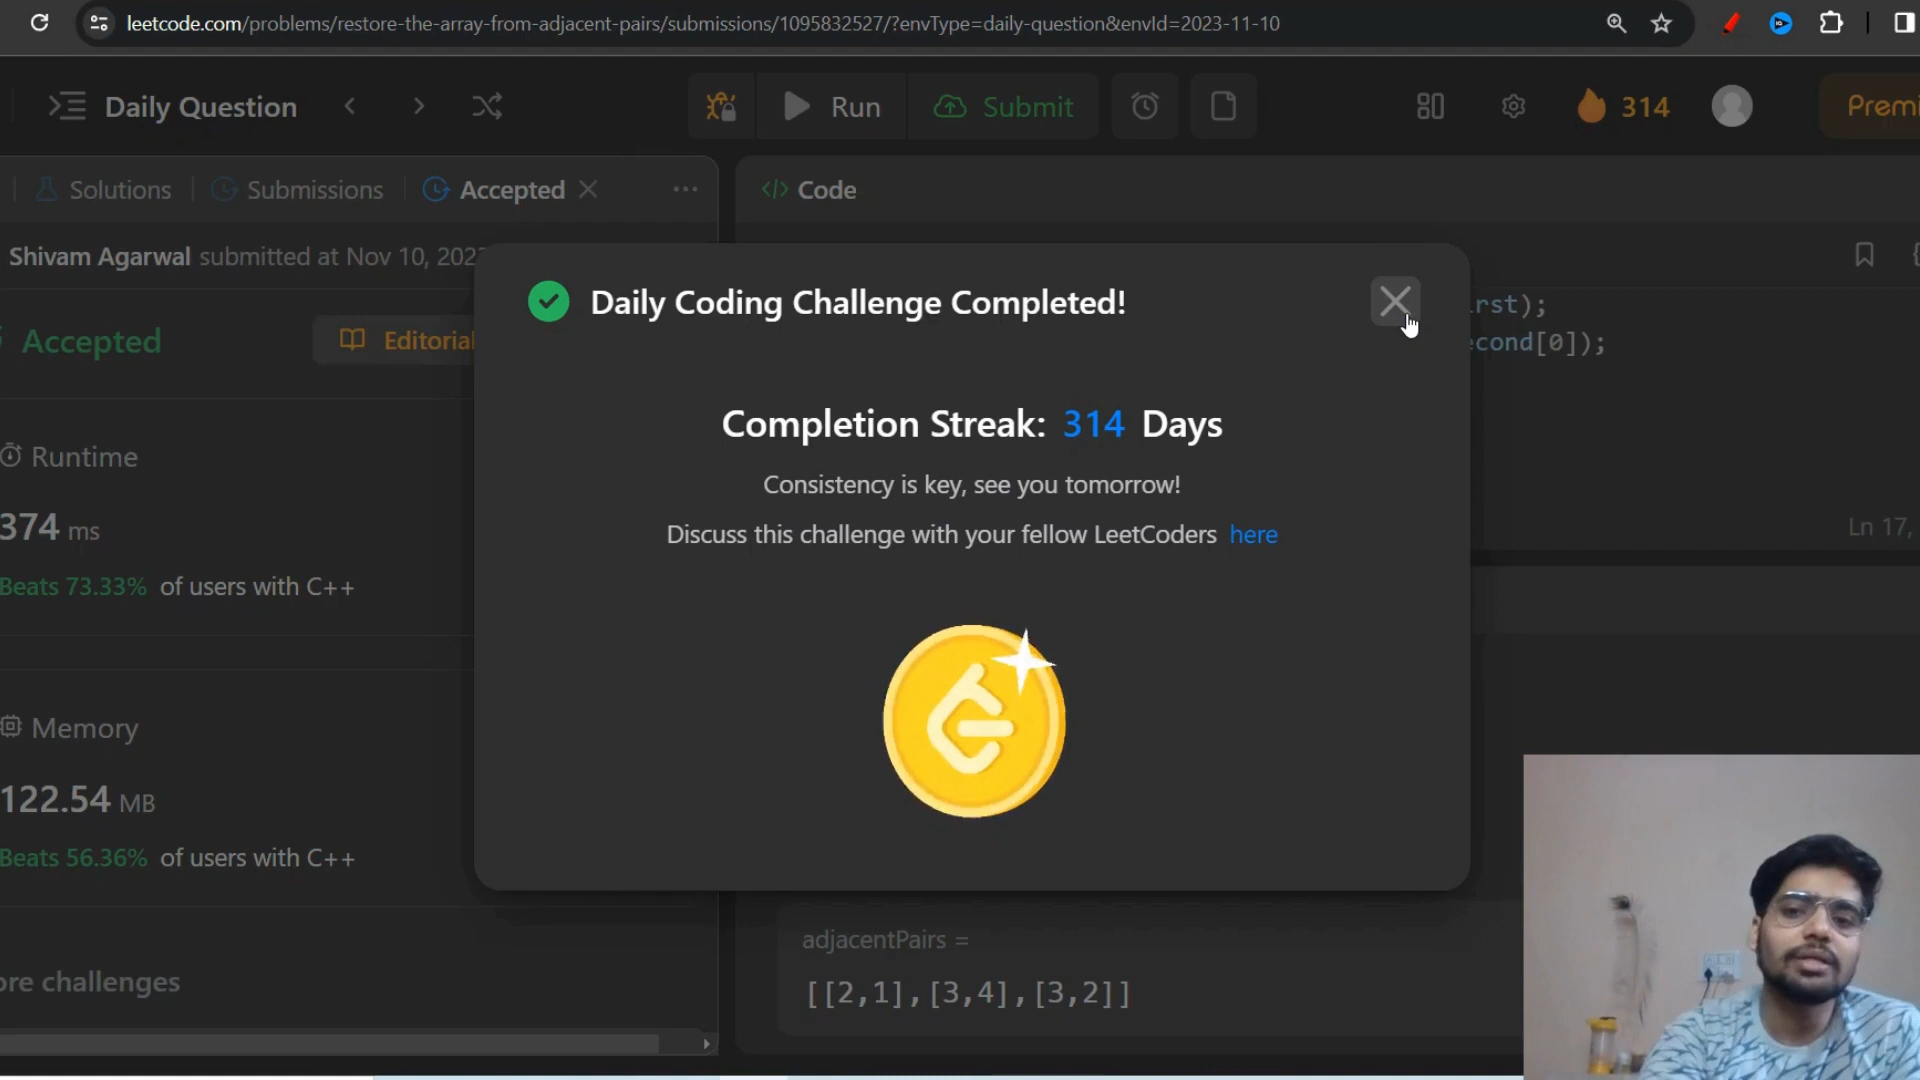 leetcode.com/problems/restore-the-array-from-adjacent-pairs/submissions/1095832527/?envType=daily-question&envId=2023-11-10
Daily Question
Run
Submit
314
Premi
Solutions
Submissions
Accepted
Code
Shivam Agarwal submitted at Nov 10, 202
Accepted
Editorial
Daily Coding Challenge Completed!
rst);
econd[0]);
Completion Streak: 314 Days
Consistency is key, see you tomorrow!
Discuss this challenge with your fellow LeetCoders here
Runtime
374 ms
Beats 73.33% of users with C++
Ln 17,
Memory
122.54 MB
Beats 56.36% of users with C++
ore challenges
adjacentPairs =
[[2,1],[3,4],[3,2]]